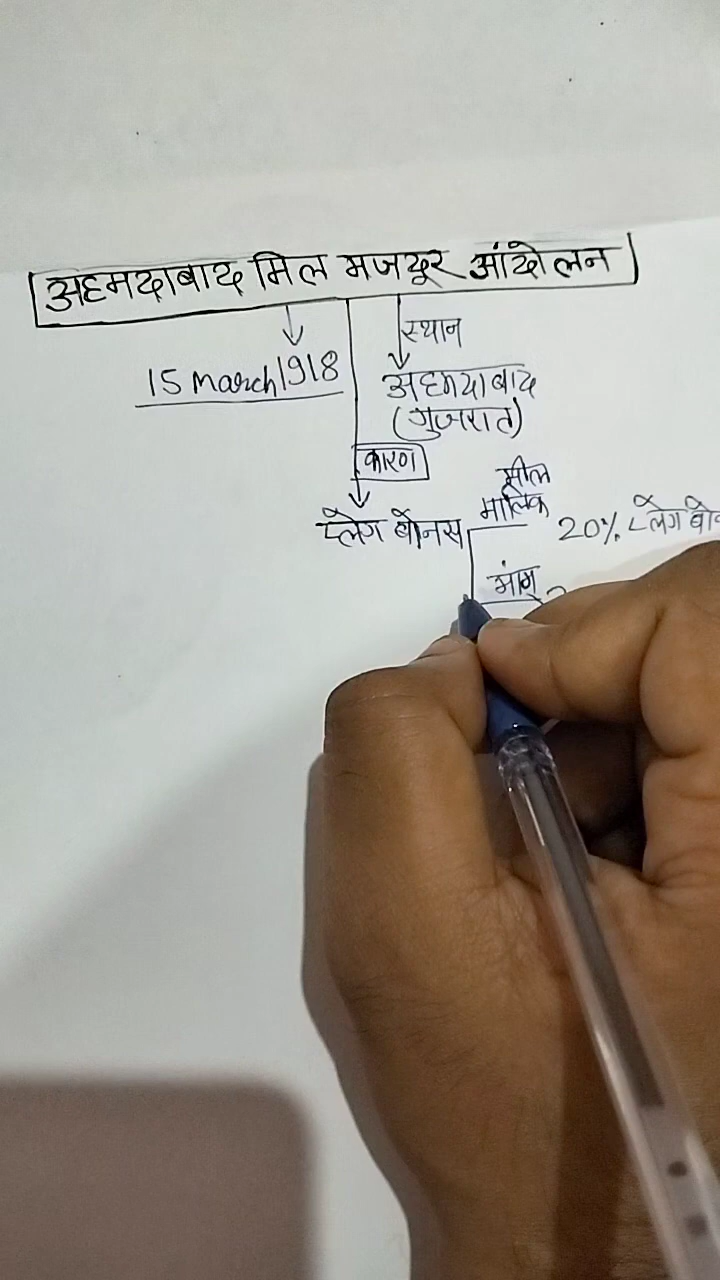 अहमदाबाद मिल मजदूर आंदोलन
स्थान
15 March 1918
अहमदाबाद
(गुजरात)
कारण
प्लेग बोनस
मील
मालिक
20% प्लेग
मांग